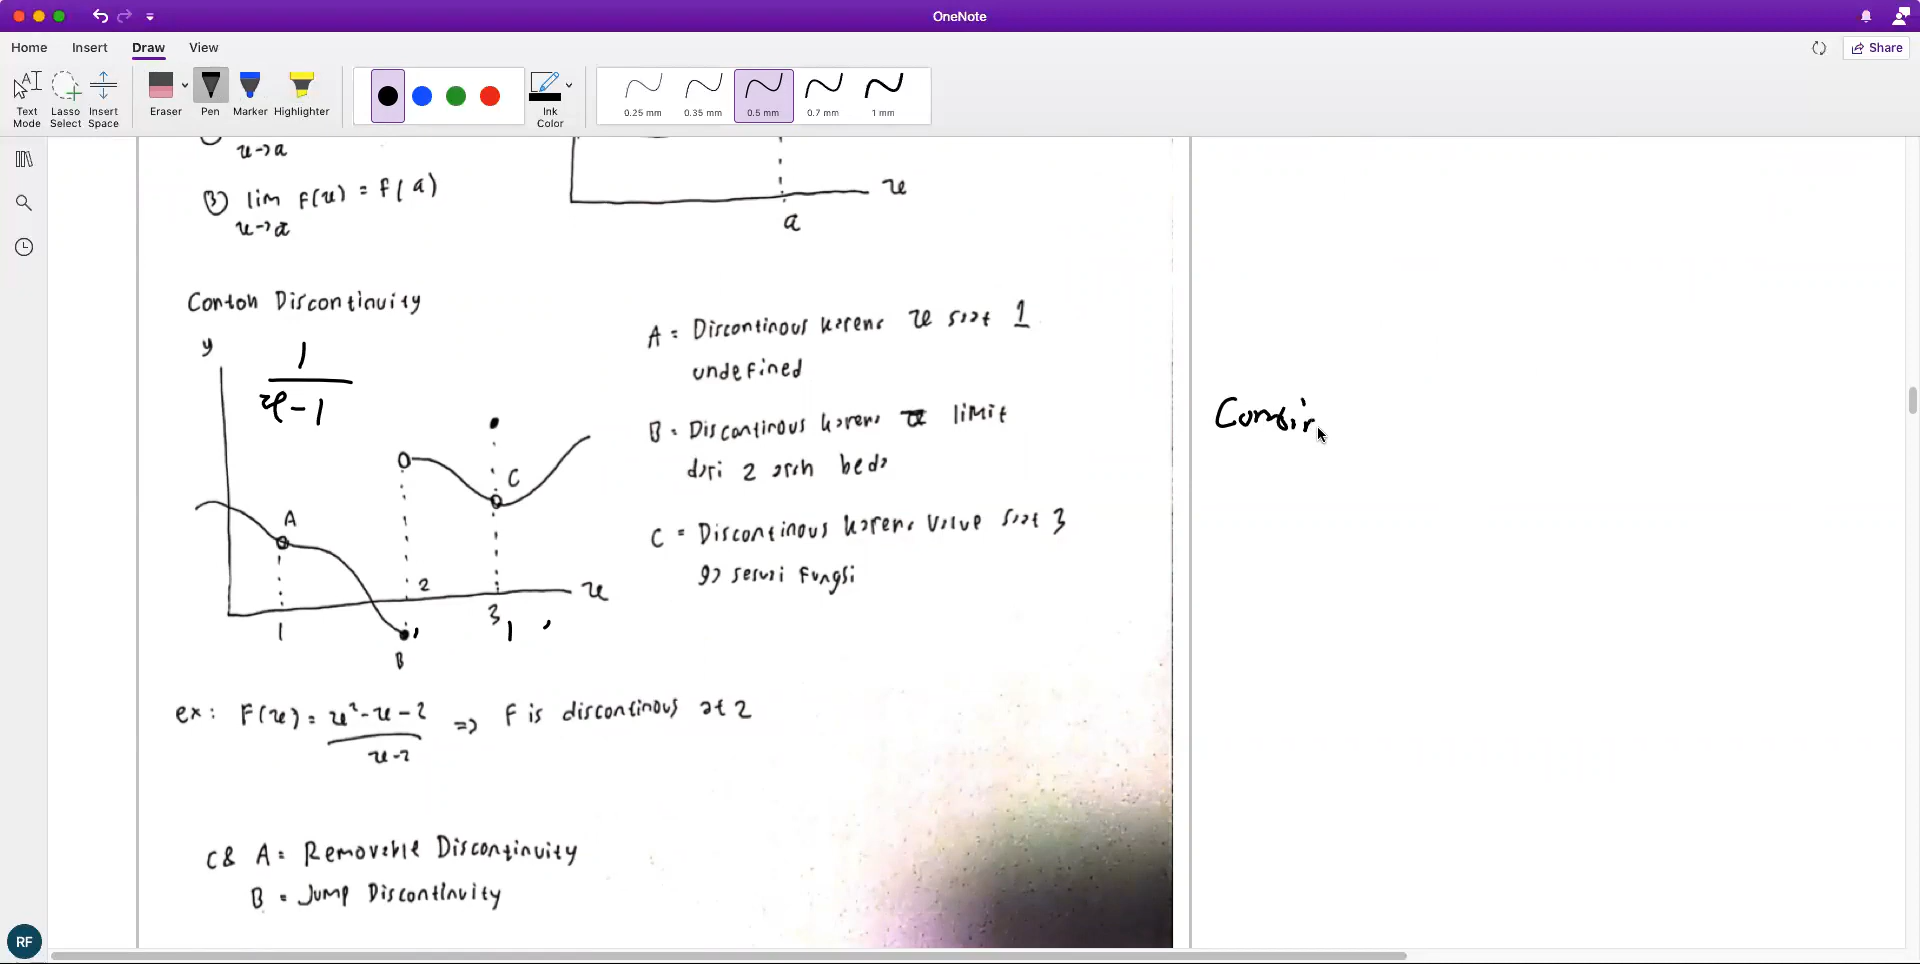 OneNote
Home Insert Draw View
Share
Text Mode
Lasso Select
Insert Space
Eraser
Pen
Marker
Highlighter
Ink Color
0.25 mm
0.35 mm
0.5 mm
0.7 mm
1 mm
x→a
③ lim F(x) = F(a)
x→a
x
a
Contoh Discontinuity
y
1
x-1
A
B
C
1
2
3
x
A = Discontinous karena x saat 1
undefined
B = Discontinous karena limit
dari 2 arah beda
C = Discontinous karena value saat 3
ga sesuai fungsi
ex: F(x) = x²-x-2
x-2
=> F is discontinous at 2
C & A = Removable Discontinuity
B = Jump Discontinuity
RF